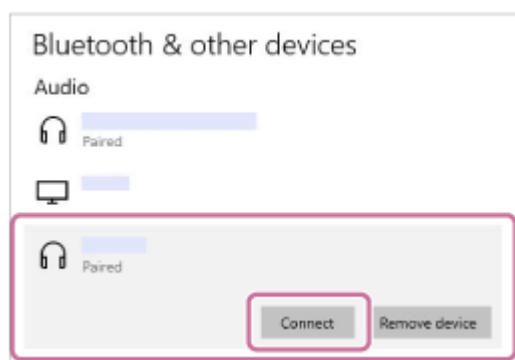 Bluetooth & other devices
Audio
Paired
Paired
Connect Remove device